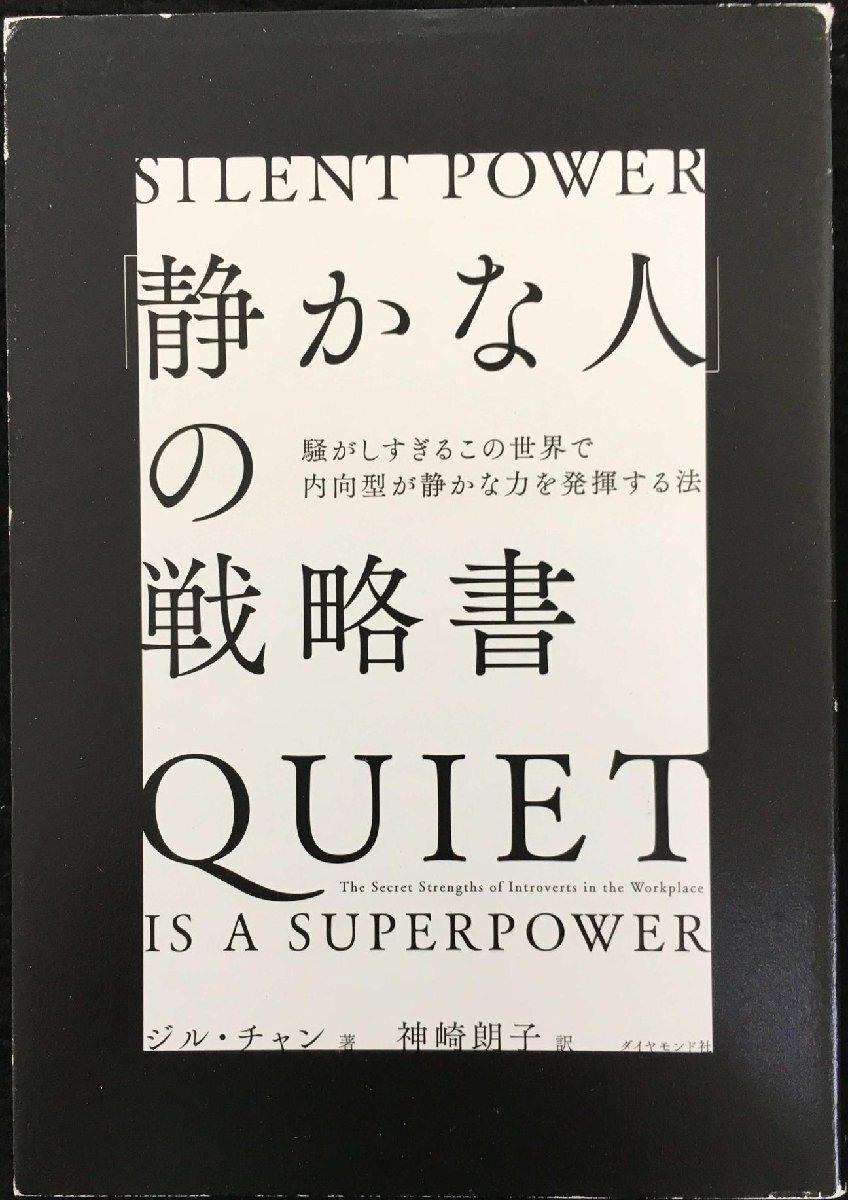 SILENT POWER
「静かな人」
の
騒がしすぎるこの世界で
内向型が静かな力を発揮する法
戦略書
QUIET
The Secret Strengths of Introverts in the Workplace
IS A SUPERPOWER
ジル・チャン 著 神崎朗子 訳 ダイヤモンド社